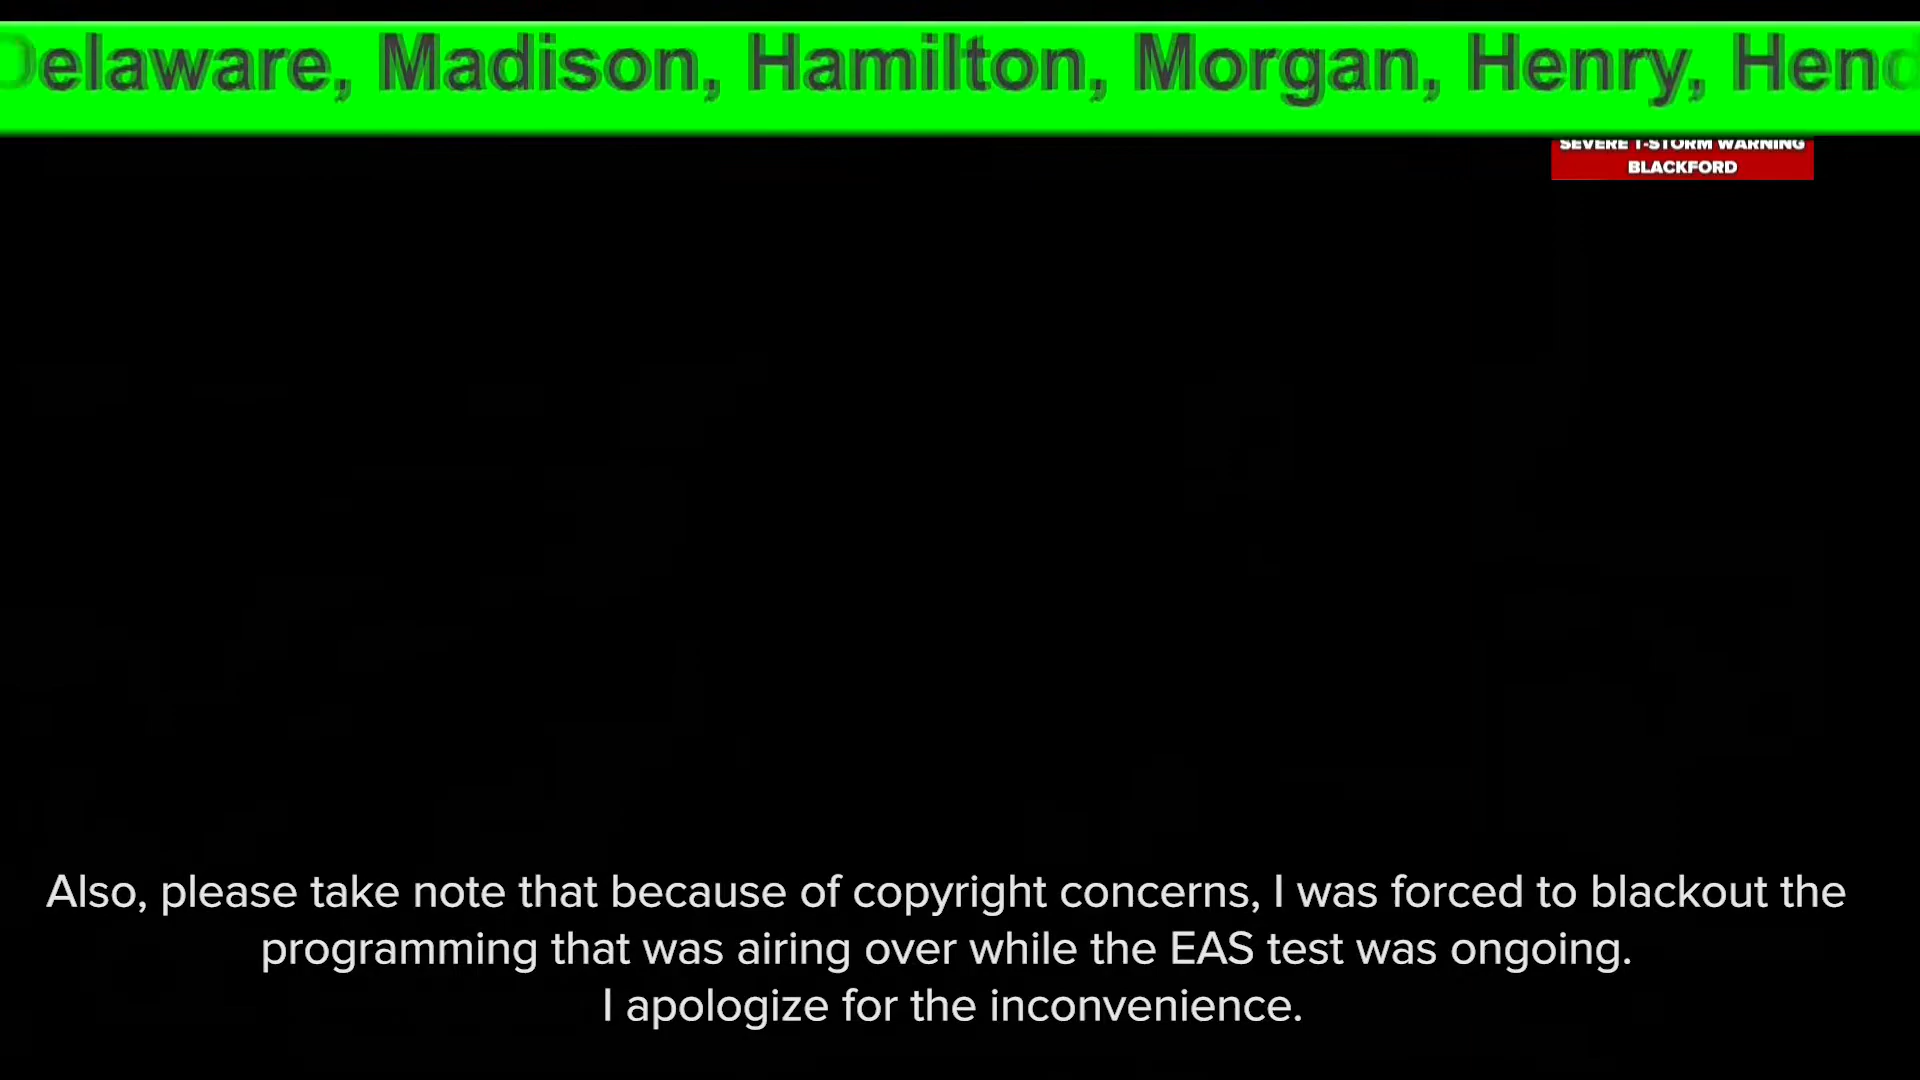 Delaware, Madison, Hamilton, Morgan, Henry, Hend
SEVERE T-STORM WARNING
BLACKFORD
Also, please take note that because of copyright concerns, I was forced to blackout the
programming that was airing over while the EAS test was ongoing.
I apologize for the inconvenience.